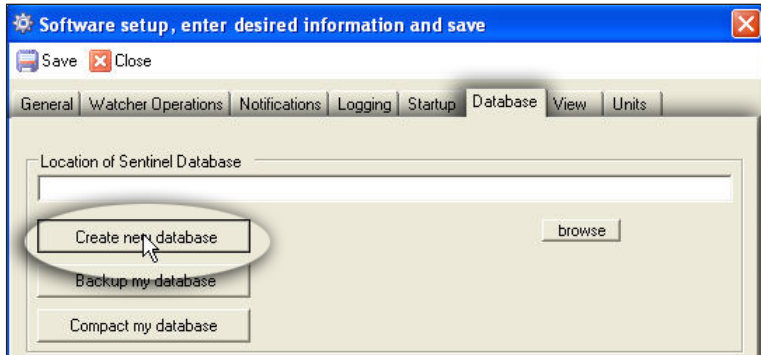 Software setup, enter desired information and save
Save Close
General Watcher Operations Notifications Logging Startup Database View Units
Location of Sentinel Database
Create new database browse
Backup my database
Compact my database